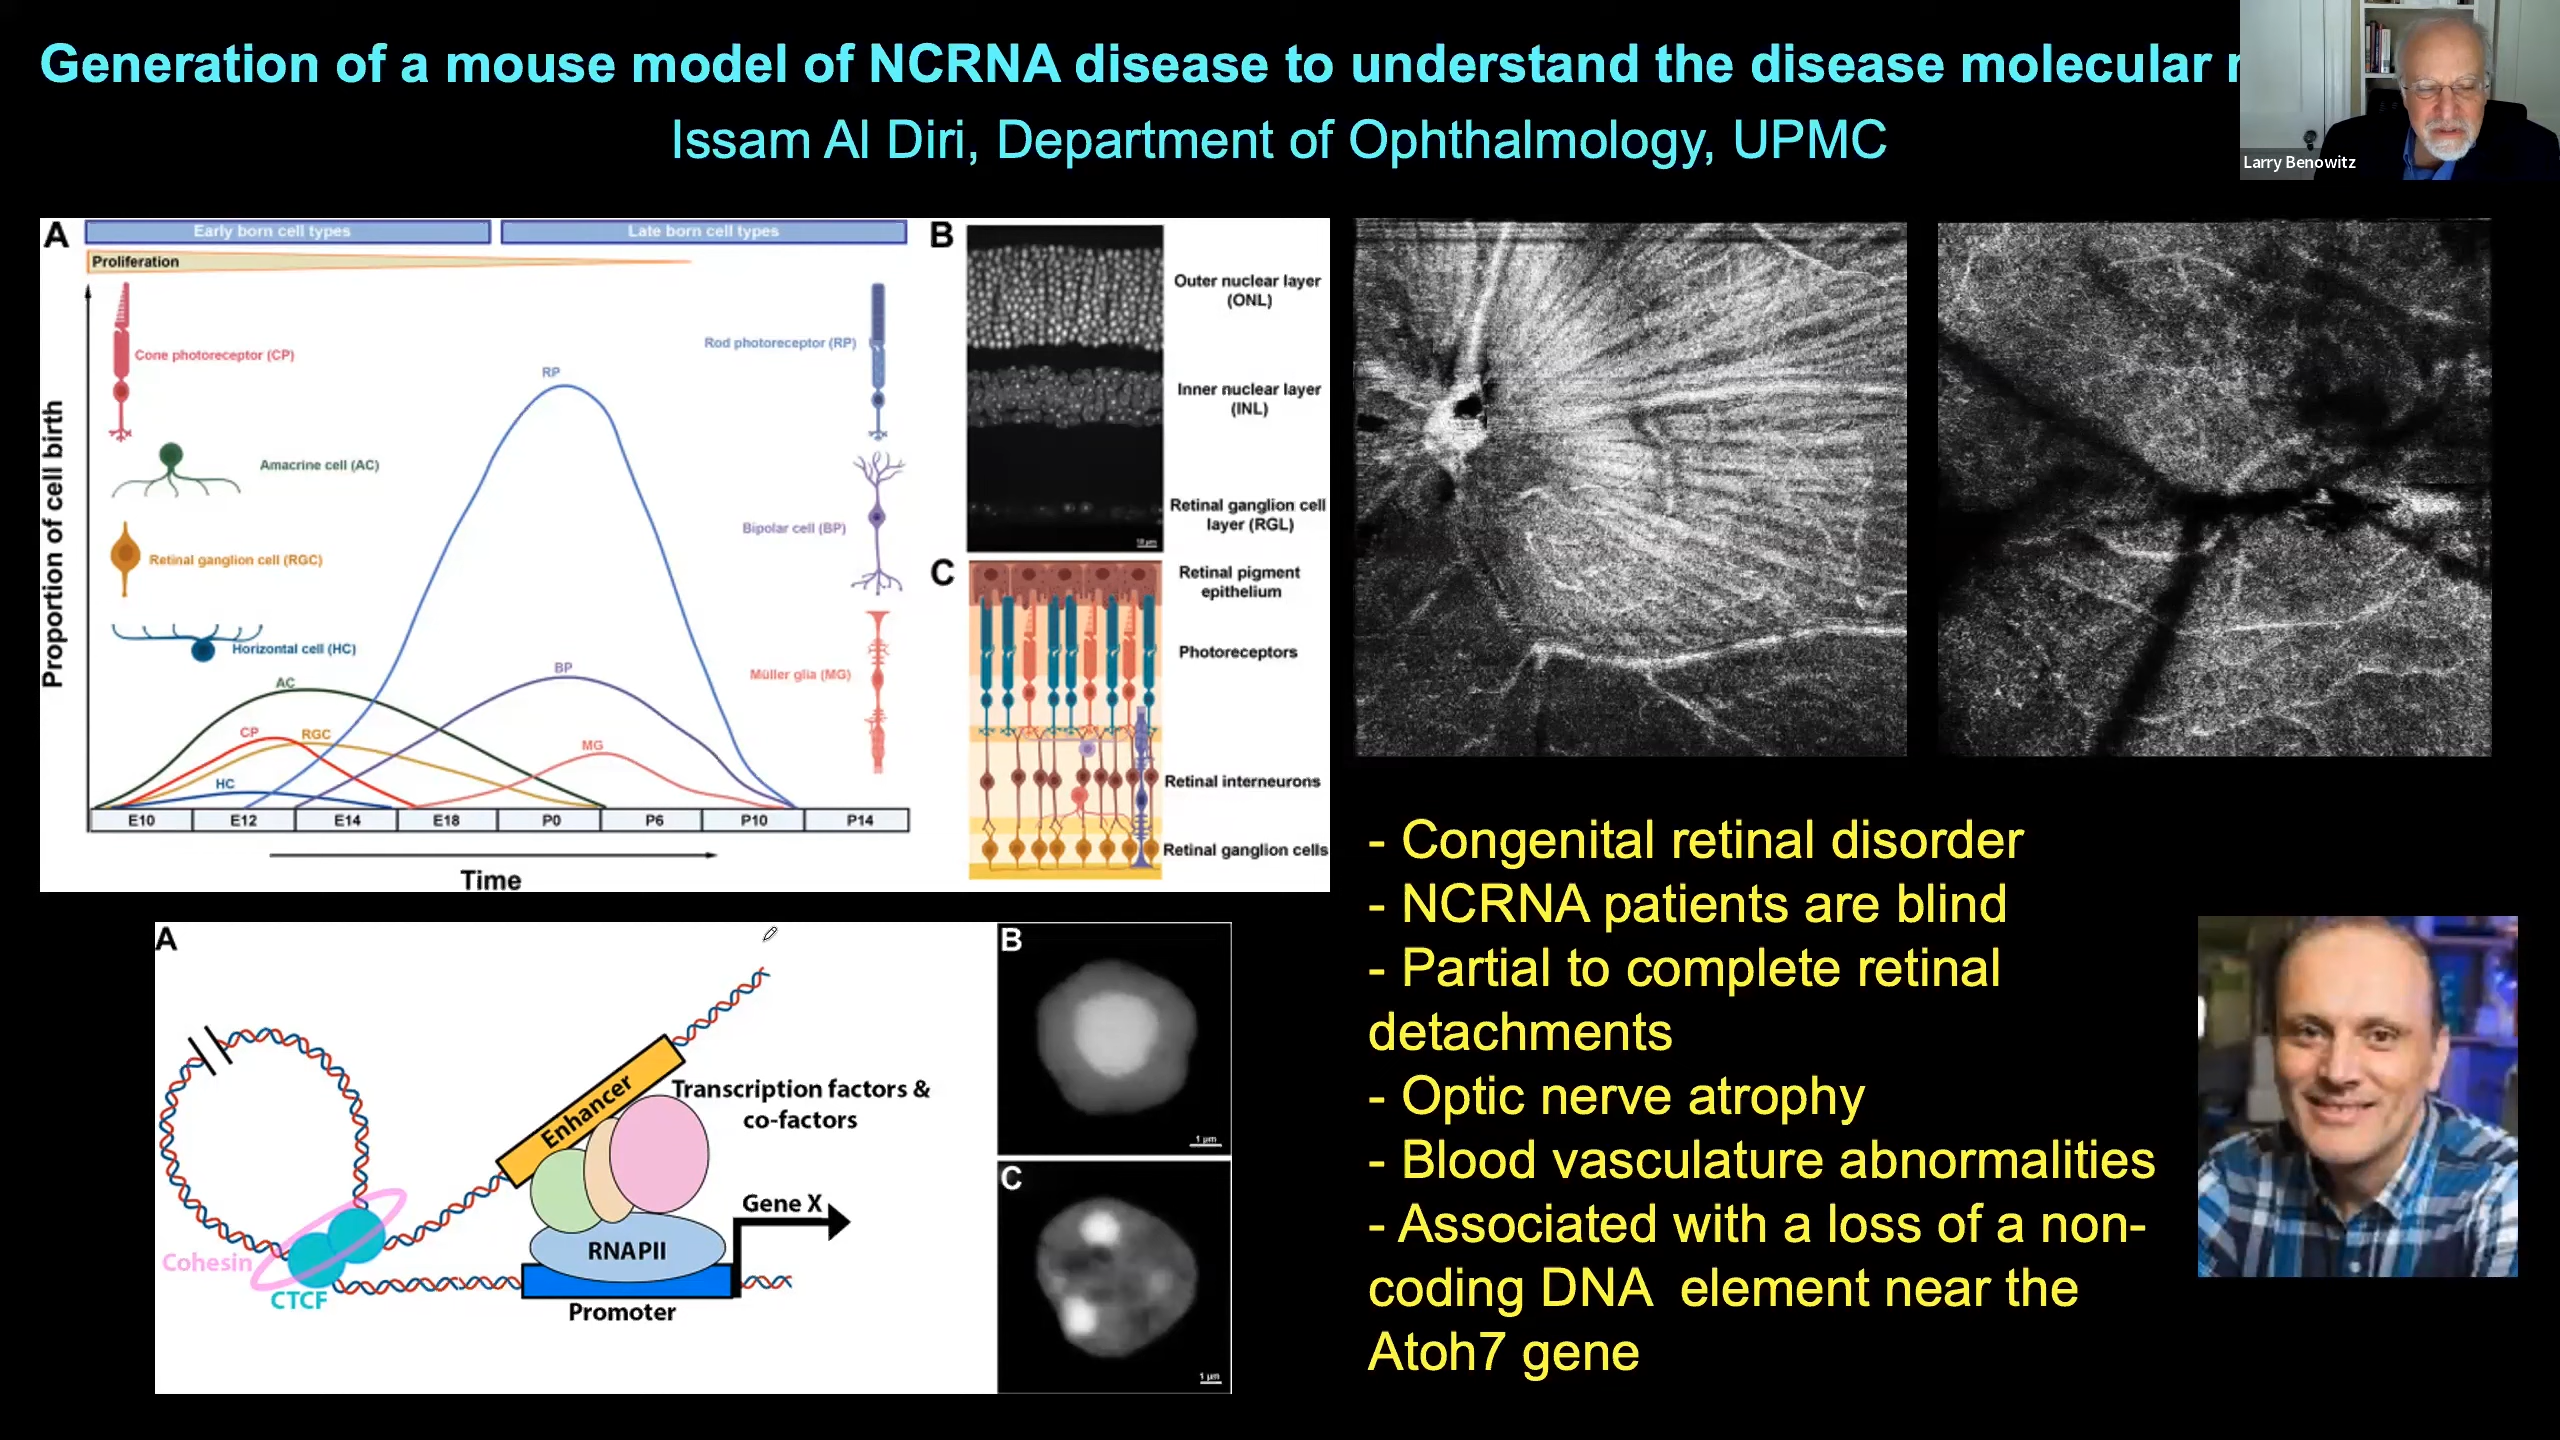 Generation of a mouse model of NCRNA disease to understand the disease molecular
Issam Al Diri, Department of Ophthalmology, UPMC
Larry Benowitz
A
Early born cell types
Late born cell types
Proliferation
Proportion of cell birth
Cone photoreceptor (CP)
Amacrine cell (AC)
Retinal ganglion cell (RGC)
Horizontal cell (HC)
Rod photoreceptor (RP)
Bipolar cell (BP)
Müller glia (MG)
RP
AC
BP
CP
RGC
MG
HC
E10
E12
E14
E18
P0
P6
P10
P14
Time
B
Outer nuclear layer
(ONL)
Inner nuclear layer
(INL)
Retinal ganglion cell
layer (RGL)
C
Retinal pigment
epithelium
Photoreceptors
Retinal interneurons
Retinal ganglion cells
A
Enhancer
Transcription factors &
co-factors
Gene X
RNAPII
Promoter
Cohesin
CTCF
B
1 µm
C
1 µm
- Congenital retinal disorder
- NCRNA patients are blind
- Partial to complete retinal
detachments
- Optic nerve atrophy
- Blood vasculature abnormalities
- Associated with a loss of a non-
coding DNA element near the
Atoh7 gene